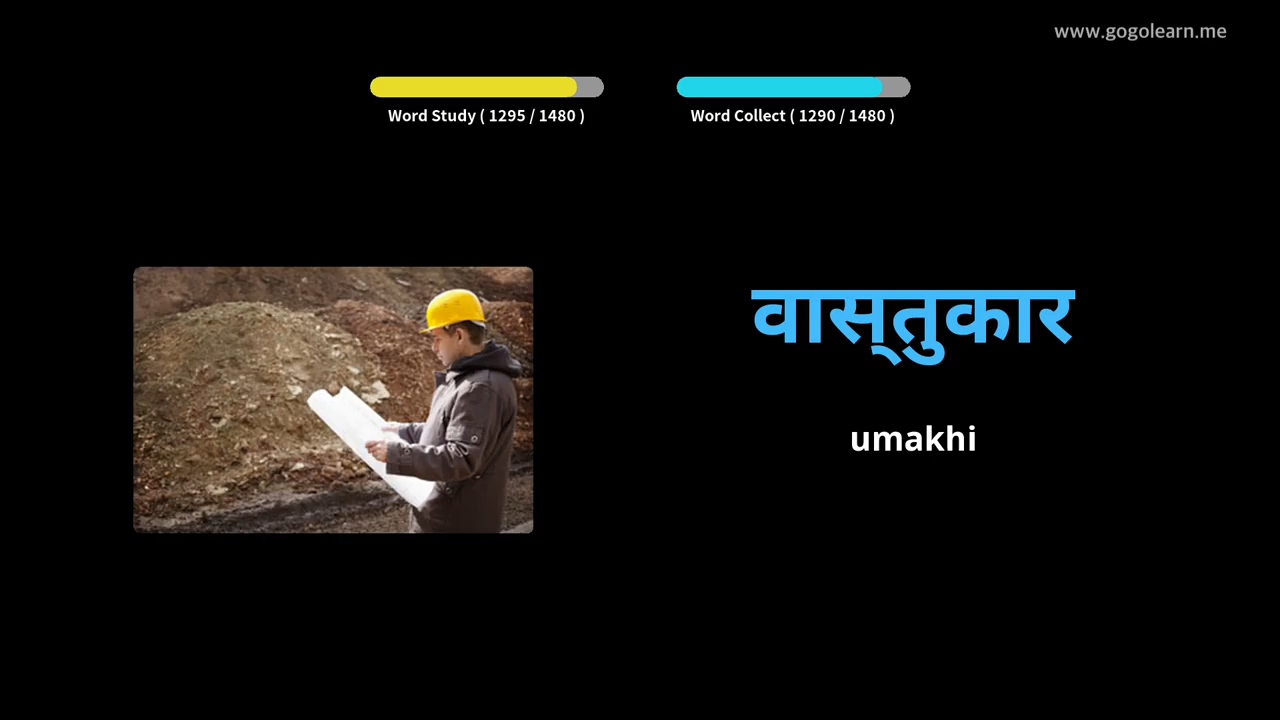 www.gogolearn.me
Word Study ( 1295 / 1480 )
Word Collect ( 1290 / 1480 )
वास्‌तुकार
umakhi